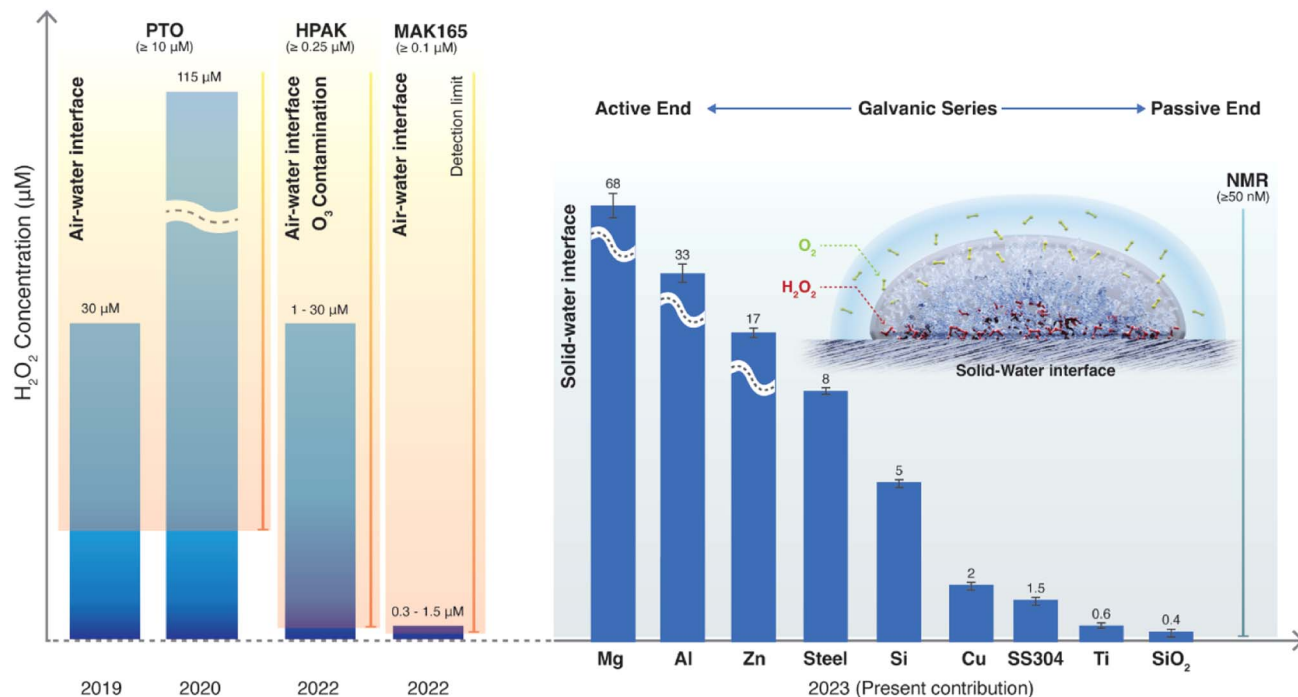 H₂O₂ Concentration (μM)
PTO
(≥ 10 μM)
HPAK
(≥ 0.25 μM)
MAK165
(≥ 0.1 μM)
Air-water interface
115 μM
30 μM
Air-water interface
O₃ Contamination
1 - 30 μM
Air-water interface
Detection limit
0.3 - 1.5 μM
2019
2020
2022
2022
Active End
Galvanic Series
Passive End
Solid-water interface
NMR
(≥50 nM)
O₂
H₂O₂
Solid-Water interface
68
33
17
8
5
2
1.5
0.6
0.4
Mg
Al
Zn
Steel
Si
Cu
SS304
Ti
SiO₂
2023 (Present contribution)